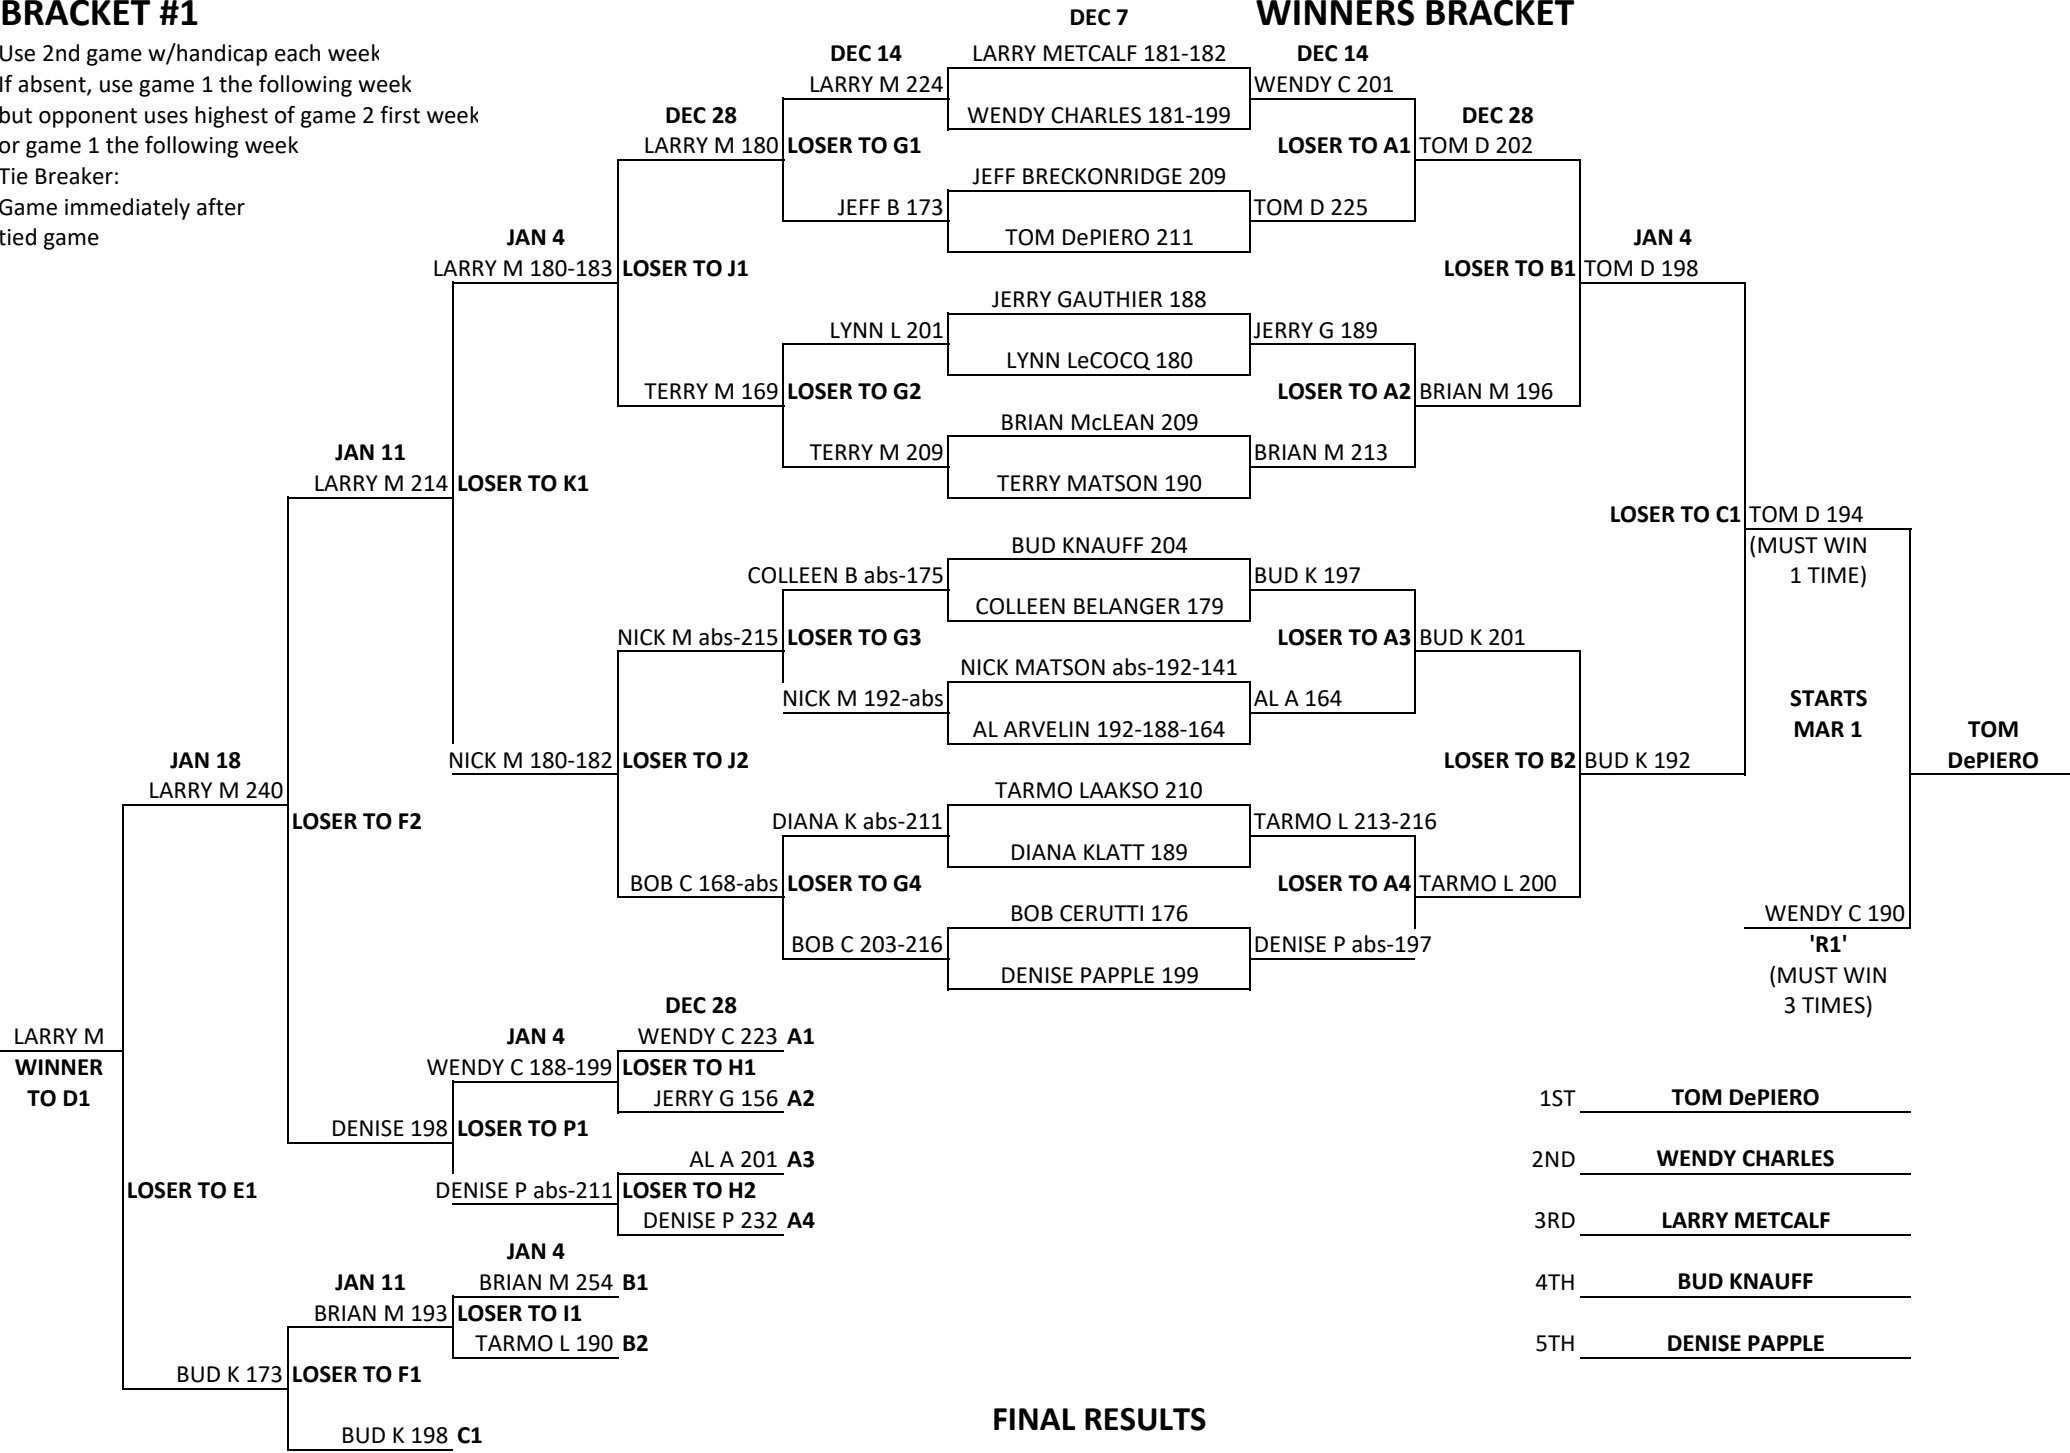 BRACKET #1
WINNERS BRACKET
Use 2nd game w/handicap each week
If absent, use game 1 the following week
but opponent uses highest of game 2 first week
or game 1 the following week
Tie Breaker:
Game immediately after
tied game
DEC 7
LARRY METCALF 181-182
WENDY CHARLES 181-199
JEFF BRECKONRIDGE 209
TOM DePIERO 211
JERRY GAUTHIER 188
LYNN LeCOCQ 180
BRIAN McLEAN 209
TERRY MATSON 190
BUD KNAUFF 204
COLLEEN BELANGER 179
NICK MATSON abs-192-141
AL ARVELIN 192-188-164
TARMO LAAKSO 210
DIANA KLATT 189
BOB CERUTTI 176
DENISE PAPPLE 199
DEC 14
WENDY C 201
LOSER TO A1
TOM D 225
JERRY G 189
LOSER TO A2
BRIAN M 213
BUD K 197
LOSER TO A3
AL A 164
TARMO L 213-216
LOSER TO A4
DENISE P abs-197
DEC 28
TOM D 202
LOSER TO B1
BRIAN M 196
BUD K 201
LOSER TO B2
TARMO L 200
JAN 4
TOM D 198
LOSER TO C1
BUD K 192
TOM D 194
(MUST WIN
1 TIME)
STARTS
MAR 1
WENDY C 190
'R1'
(MUST WIN
3 TIMES)
TOM
DePIERO
DEC 14
LARRY M 224
LOSER TO G1
JEFF B 173
LYNN L 201
LOSER TO G2
TERRY M 209
COLLEEN B abs-175
LOSER TO G3
NICK M 192-abs
DIANA K abs-211
LOSER TO G4
BOB C 203-216
DEC 28
LARRY M 180
LOSER TO J1
TERRY M 169
NICK M abs-215
LOSER TO J2
BOB C 168-abs
JAN 4
LARRY M 180-183
LOSER TO K1
NICK M 180-182
JAN 11
LARRY M 214
LOSER TO F2
JAN 18
LARRY M 240
DEC 28
WENDY C 223 A1
LOSER TO H1
JERRY G 156 A2
AL A 201 A3
LOSER TO H2
DENISE P 232 A4
JAN 4
WENDY C 188-199
LOSER TO P1
DENISE P abs-211
DENISE 198
JAN 4
BRIAN M 254 B1
LOSER TO I1
TARMO L 190 B2
JAN 11
BRIAN M 193
LOSER TO F1
BUD K 198 C1
BUD K 173
LOSER TO E1
LARRY M
WINNER
TO D1
1ST TOM DePIERO
2ND WENDY CHARLES
3RD LARRY METCALF
4TH BUD KNAUFF
5TH DENISE PAPPLE
FINAL RESULTS